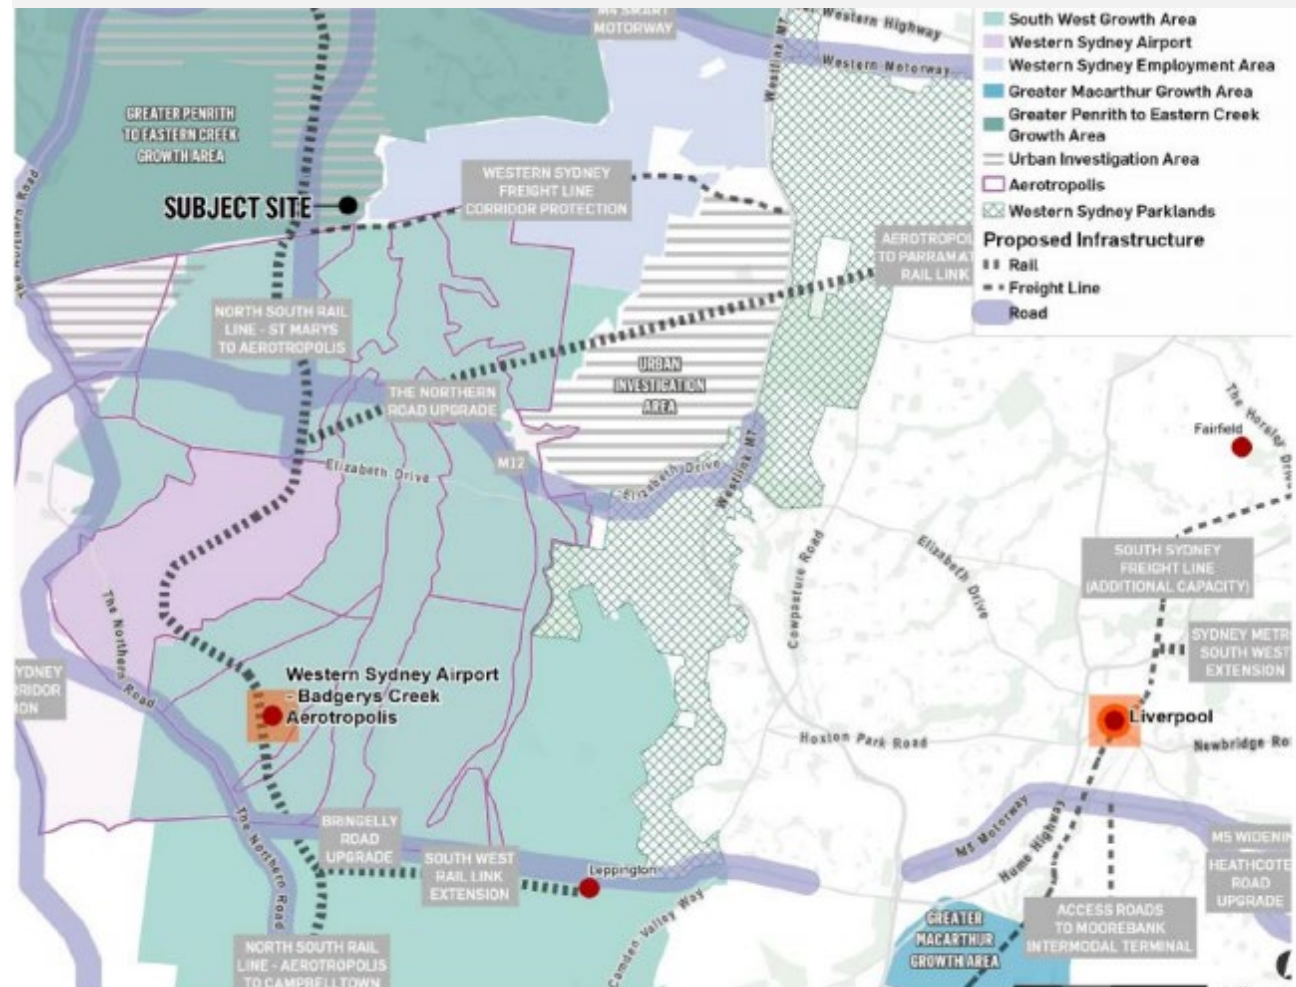 M4 SMART
MOTORWAY
Western Highway
Westlink M7
Western Motorway
South West Growth Area
Western Sydney Airport
Western Sydney Employment Area
Greater Macarthur Growth Area
Greater Penrith to Eastern Creek
Growth Area
Urban Investigation Area
Aerotropolis
Western Sydney Parklands
Proposed Infrastructure
Rail
Freight Line
Road
GREATER PENRITH
TO EASTERN CREEK
GROWTH AREA
The Northern Road
SUBJECT SITE
WESTERN SYDNEY
FREIGHT LINE
CORRIDOR PROTECTION
AEROTROPOL
TO PARRAMAT
RAIL LINK
NORTH SOUTH RAIL
LINE - ST MARYS
TO AEROTROPOLIS
THE NORTHERN
ROAD UPGRADE
URBAN
INVESTIGATION
AREA
M12
Elizabeth Drive
Elizabeth Drive
Westlink M7
The Horsley Drive
Fairfield
Cowpasture Road
Elizabeth Drive
SOUTH SYDNEY
FREIGHT LINE
(ADDITIONAL CAPACITY)
SYDNEY METR
SOUTH WEST
EXTENSION
The Northern Road
YDNEY
RRIDOR
ION
Western Sydney Airport
- Badgerys Creek
Aerotropolis
Liverpool
Hoxton Park Road
Newbridge Ro
The Northern Road
BRINGELLY
ROAD
UPGRADE
SOUTH WEST
RAIL LINK
EXTENSION
Leppington
Camden Valley Way
M5 Motorway
Hume Highway
M5 WIDENIN
HEATHCOTE
ROAD
UPGRADE
GREATER
MACARTHUR
GROWTH AREA
ACCESS ROADS
TO MOOREBANK
INTERMODAL TERMINAL
NORTH SOUTH RAIL
LINE - AEROTROPOLIS
TO CAMPBELLTOWN